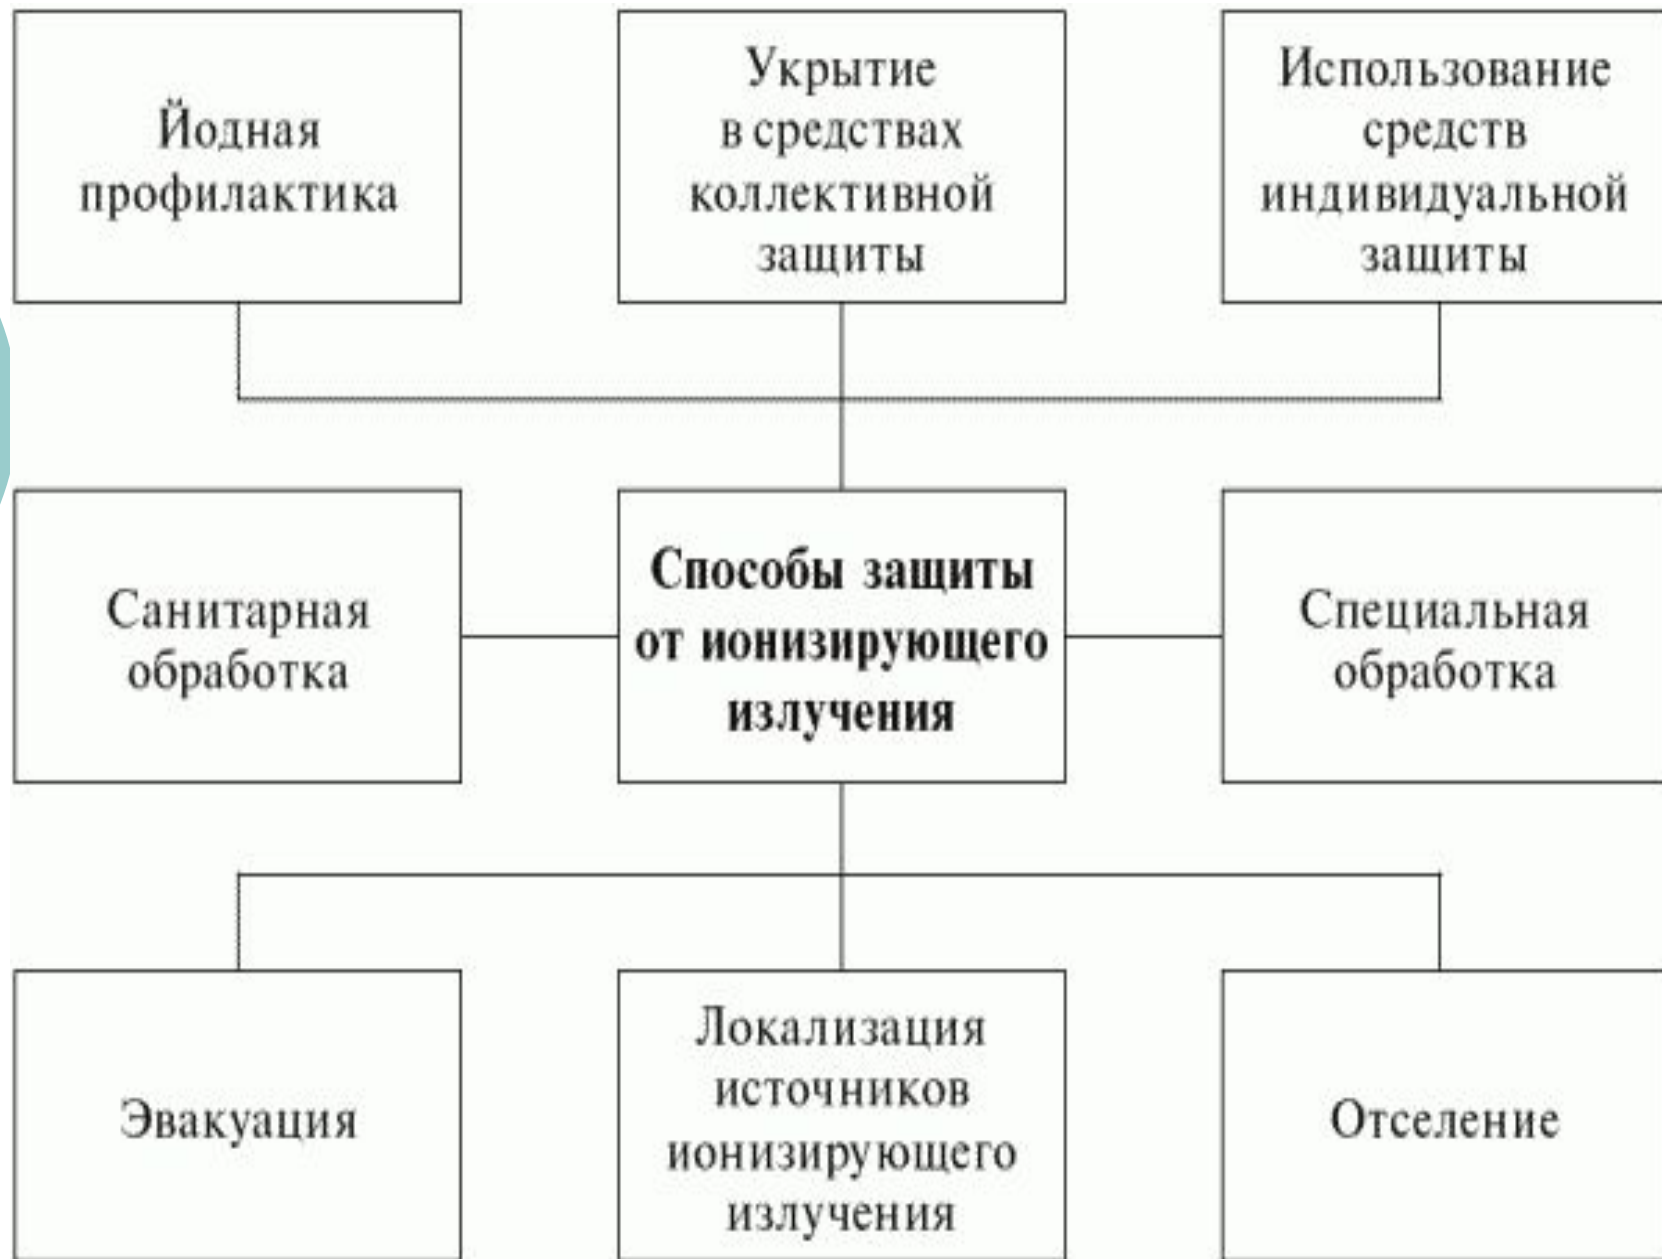 Йодная
профилактика
Укрытие
в средствах
коллективной
защиты
Использование
средств
индивидуальной
защиты
Санитарная
обработка
Способы защиты
от ионизирующего
излучения
Специальная
обработка
Эвакуация
Локализация
источников
ионизирующего
излучения
Отселение